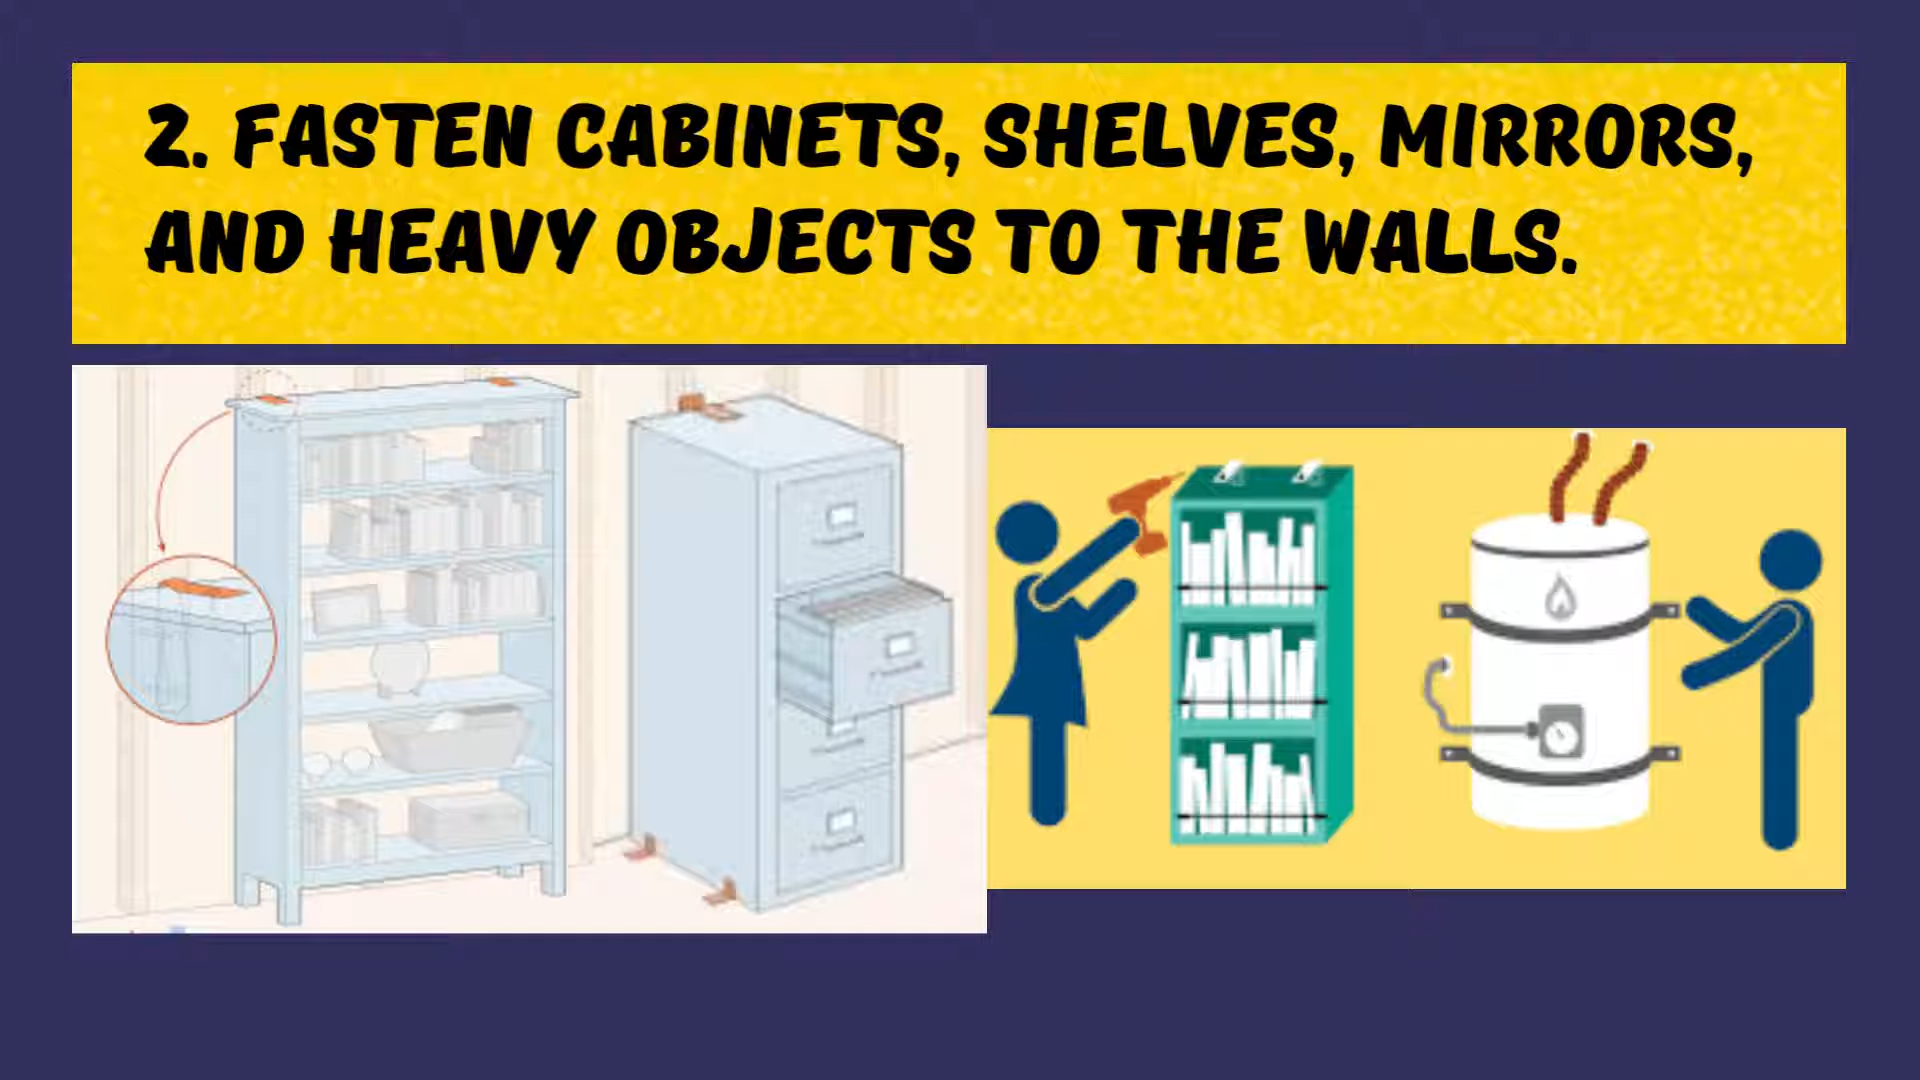 2. FASTEN CABINETS, SHELVES, MIRRORS,
AND HEAVY OBJECTS TO THE WALLS.